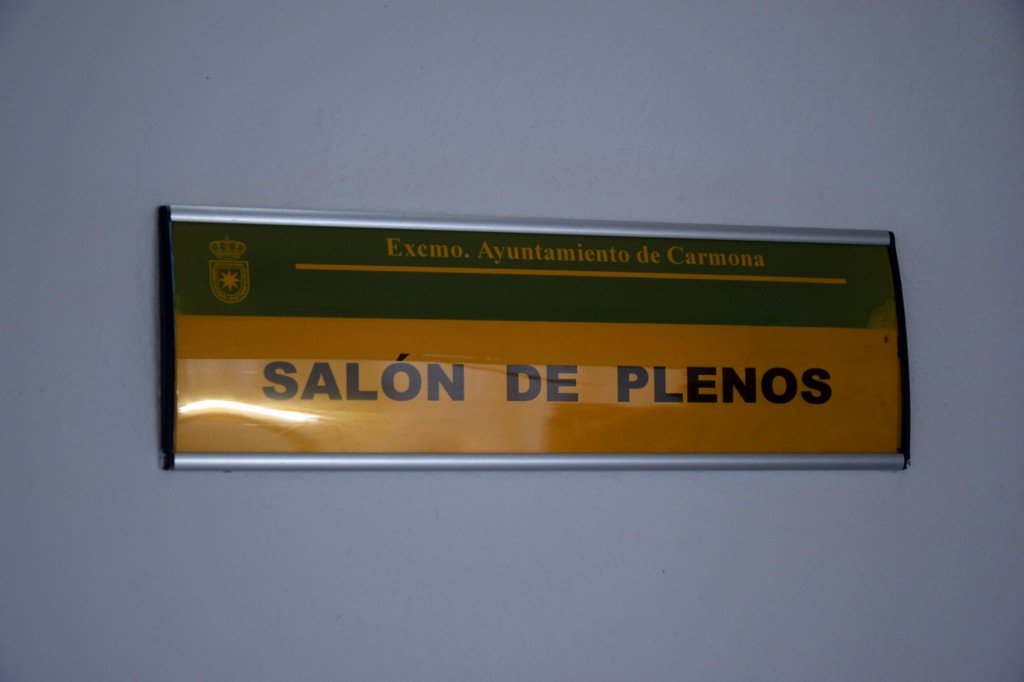 Excmo. Ayuntamiento de Carmona
SALÓN DE PLENOS